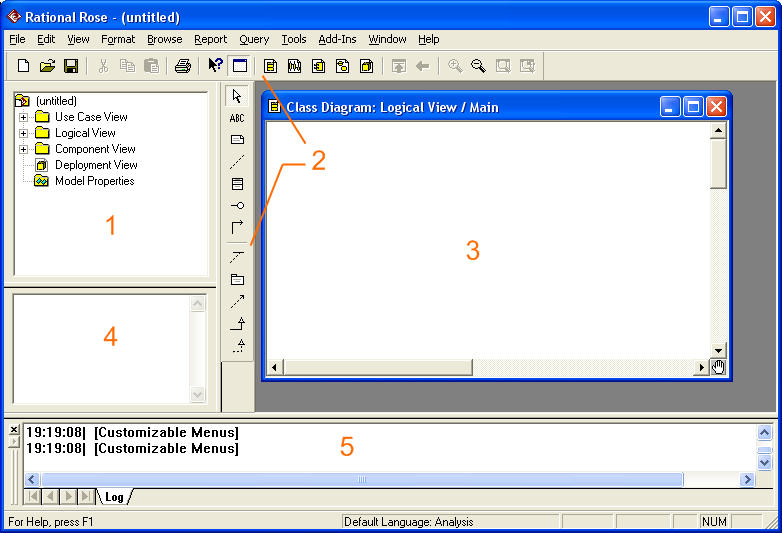 Rational Rose - (untitled)
File Edit View Format Browse Report Query Tools Add-Ins Window Help
(untitled)
Use Case View
Logical View
Component View
Deployment View
Model Properties
1
ABC
2
Class Diagram: Logical View / Main
3
4
19:19:08| [Customizable Menus]
19:19:08| [Customizable Menus]
5
Log
For Help, press F1 Default Language: Analysis NUM